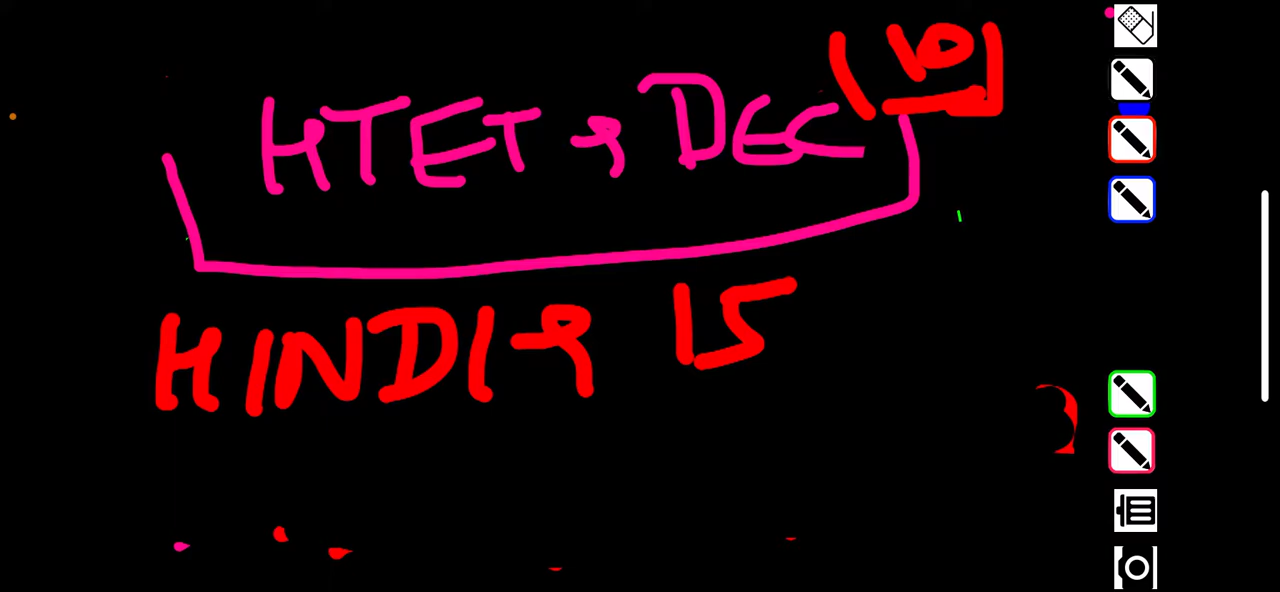 HTET → DEC 10
HINDI → 15